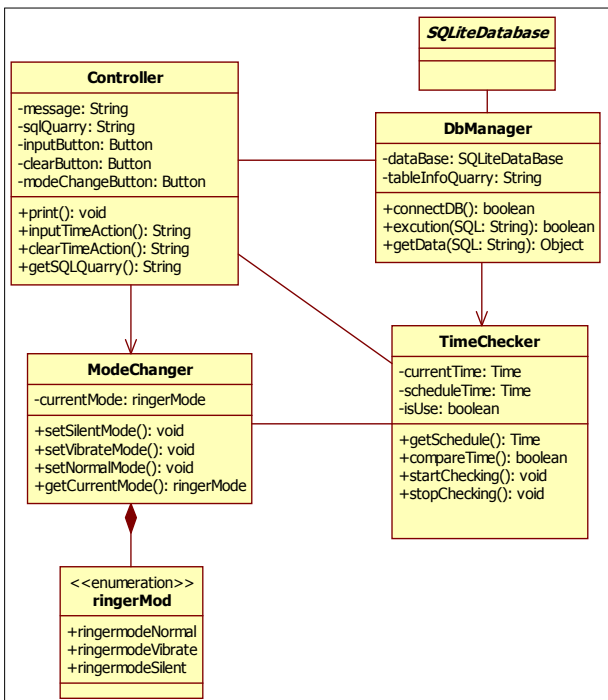 SQLiteDatabase
Controller
-message: String
-sqlQuarry: String
-inputButton: Button
-clearButton: Button
-modeChangeButton: Button
+print(): void
+inputTimeAction(): String
+clearTimeAction(): String
+getSQLQuarry(): String
DbManager
-dataBase: SQLiteDataBase
-tableInfoQuarry: String
+connectDB(): boolean
+excution(SQL: String): boolean
+getData(SQL: String): Object
ModeChanger
-currentMode: ringerMode
+setSilentMode(): void
+setVibrateMode(): void
+setNormalMode(): void
+getCurrentMode(): ringerMode
TimeChecker
-currentTime: Time
-scheduleTime: Time
-isUse: boolean
+getSchedule(): Time
+compareTime(): boolean
+startChecking(): void
+stopChecking(): void
<<enumeration>>
ringerMod
+ringermodeNormal
+ringermodeVibrate
+ringermodeSilent